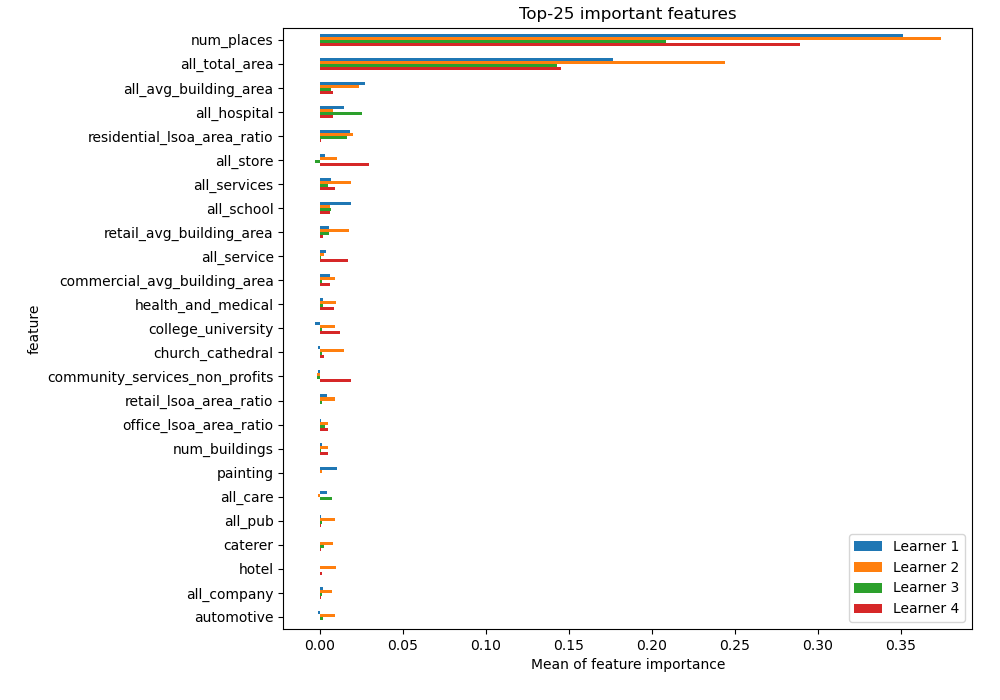 Top-25 important features
feature
num_places
all_total_area
all_avg_building_area
all_hospital
residential_lsoa_area_ratio
all_store
all_services
all_school
retail_avg_building_area
all_service
commercial_avg_building_area
health_and_medical
college_university
church_cathedral
community_services_non_profits
retail_lsoa_area_ratio
office_lsoa_area_ratio
num_buildings
painting
all_care
all_pub
caterer
hotel
all_company
automotive
Learner 1
Learner 2
Learner 3
Learner 4
0.00 0.05 0.10 0.15 0.20 0.25 0.30 0.35
Mean of feature importance